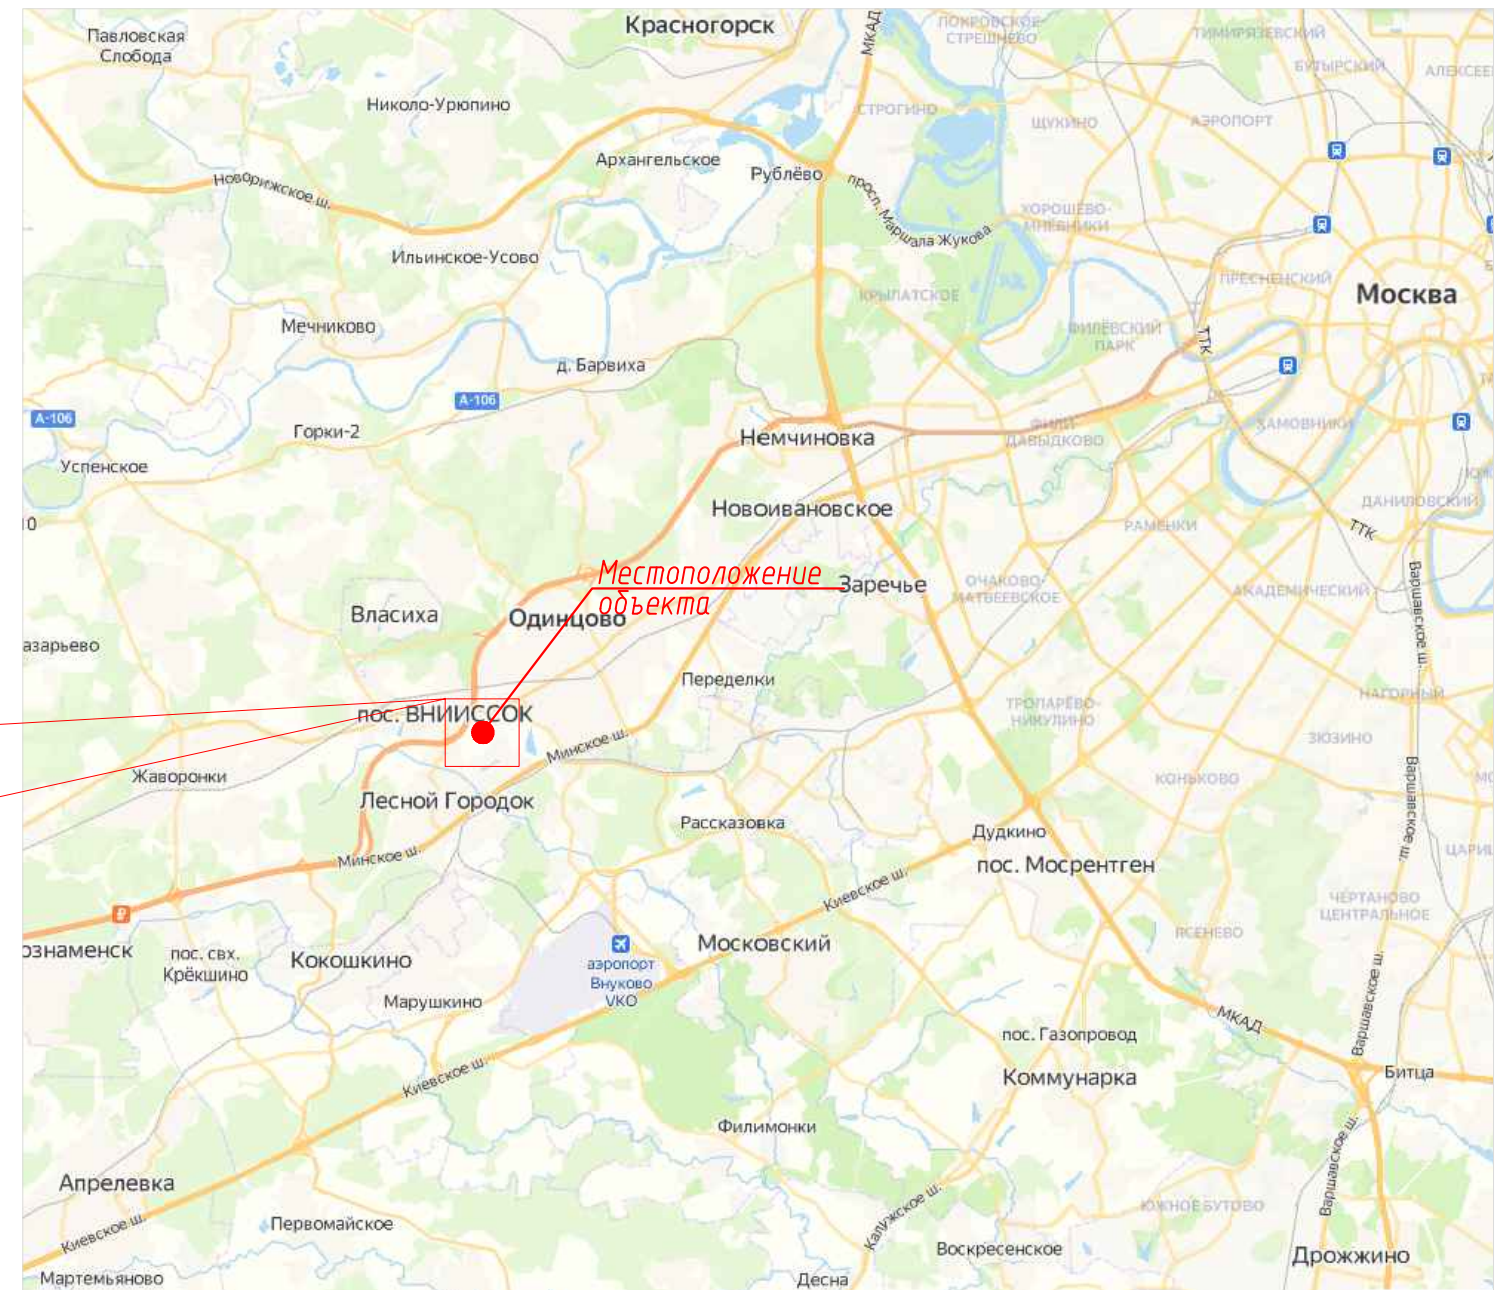 Красногорск
МКАД
ПОКРОВСКОЕ-
СТРЕШНЕВО
ТИМИРЯЗЕВСКИЙ
Павловская
Слобода
БУТЫРСКИЙ
Николо-Урюпино
СТРОГИНО
ЩУКИНО
АЭРОПОРТ
Архангельское
Рублёво
Новорижское ш.
просп. Маршала Жукова
ХОРОШЁВО-
МНЁВНИКИ
Ильинское-Усово
ПРЕСНЕНСКИЙ
Москва
КРЫЛАТСКОЕ
Мечниково
ФИЛЁВСКИЙ
ПАРК
ТТК
д. Барвиха
А-106
А-106
Горки-2
Немчиновка
ФИЛИ-
ДАВЫДКОВО
ХАМОВНИКИ
Успенское
Новоивановское
ДАНИЛОВСКИЙ
РАМЕНКИ
ТТК
Местоположение
объекта
Заречье
ОЧАКОВО-
МАТВЕЕВСКОЕ
АКАДЕМИЧЕСКИЙ
Варшавское ш.
Власиха
Одинцово
азарьево
Переделки
ТРОПАРЁВО-
НИКУЛИНО
НАГОРНЫЙ
пос. ВНИИССОК
Минское ш.
ЗЮЗИНО
Жаворонки
КОНЬКОВО
Варшавское ш.
Лесной Городок
Рассказовка
Дудкино
Минское ш.
пос. Мосрентген
Киевское ш.
ЧЕРТАНОВО
ЦЕНТРАЛЬНОЕ
ЯСЕНЕВО
ознаменск
пос. свх.
Крёкшино
Кокошкино
Московский
аэропорт
Внуково
VKO
Марушкино
МКАД
Варшавское ш.
пос. Газопровод
Киевское ш.
Коммунарка
Битца
Филимонки
Варшавское ш.
Апрелевка
Калужское ш.
ЮЖНОЕ БУТОВО
Киевское ш.
Первомайское
Воскресенское
Дрожжино
Мартемьяново
Десна